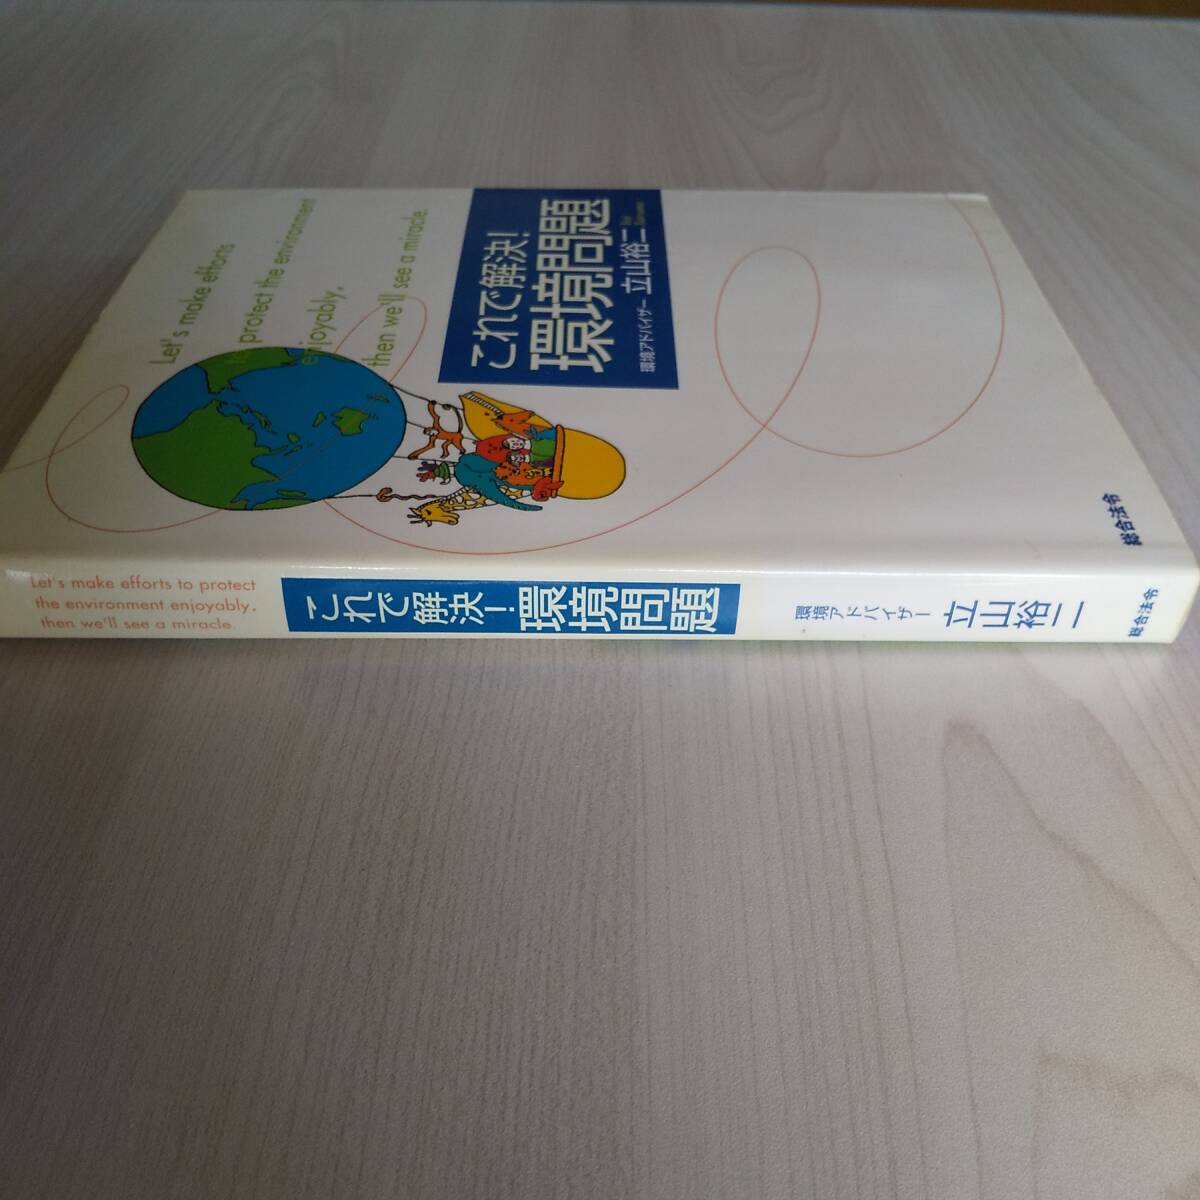 Let's make efforts
to protect the environment
enjoyably,
then we'll see a miracle.
これで解決!
環境問題
環境アドバイザー 立山裕二
総合法令
Let's make efforts to protect
the environment enjoyably,
then we'll see a miracle.
これで解決!環境問題
環境アドバイザー 立山裕二
総合法令